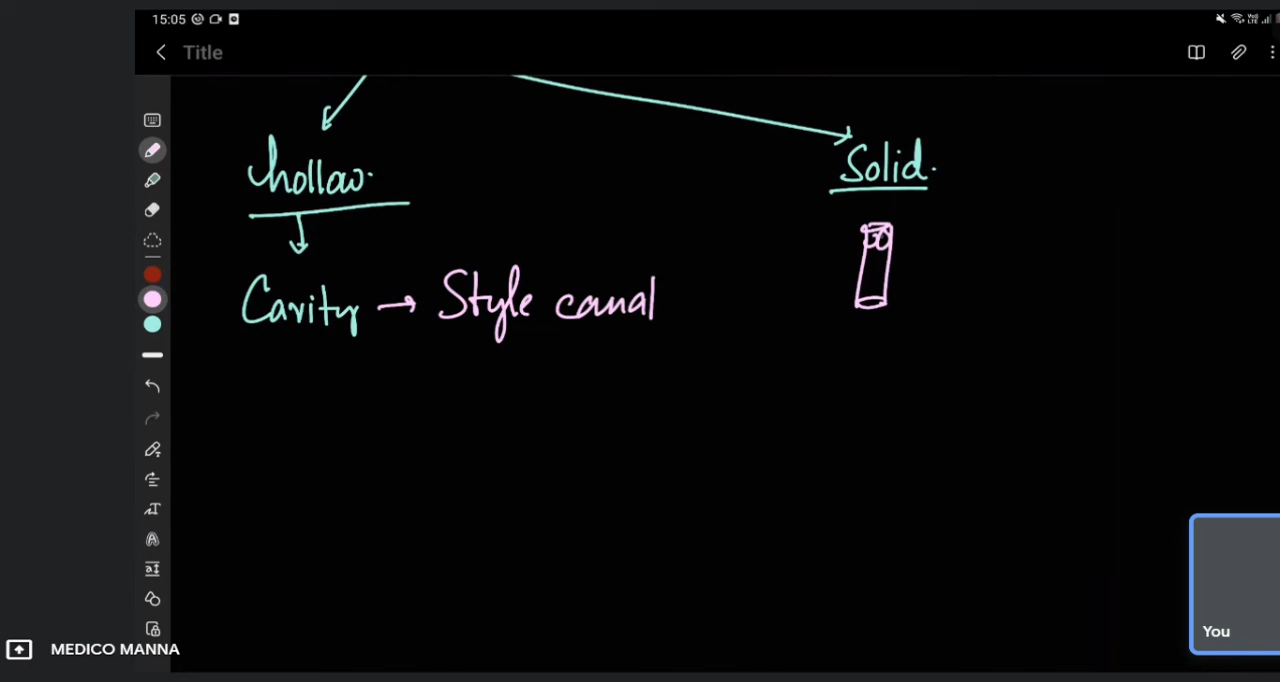 15:05
Title
hollow.
Solid.
Cavity → Style canal
You
MEDICO MANNA